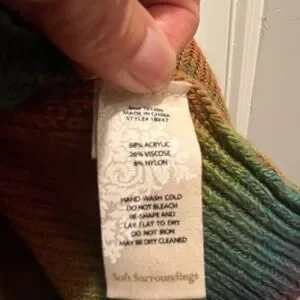 MADE IN CHINA
68% ACRYLIC
26% VISCOSE
6% NYLON
HAND WASH COLD
DO NOT BLEACH
RE-SHAPE AND
LAY FLAT TO DRY
DO NOT IRON
MAY BE DRY CLEANED
Soft Surroundings